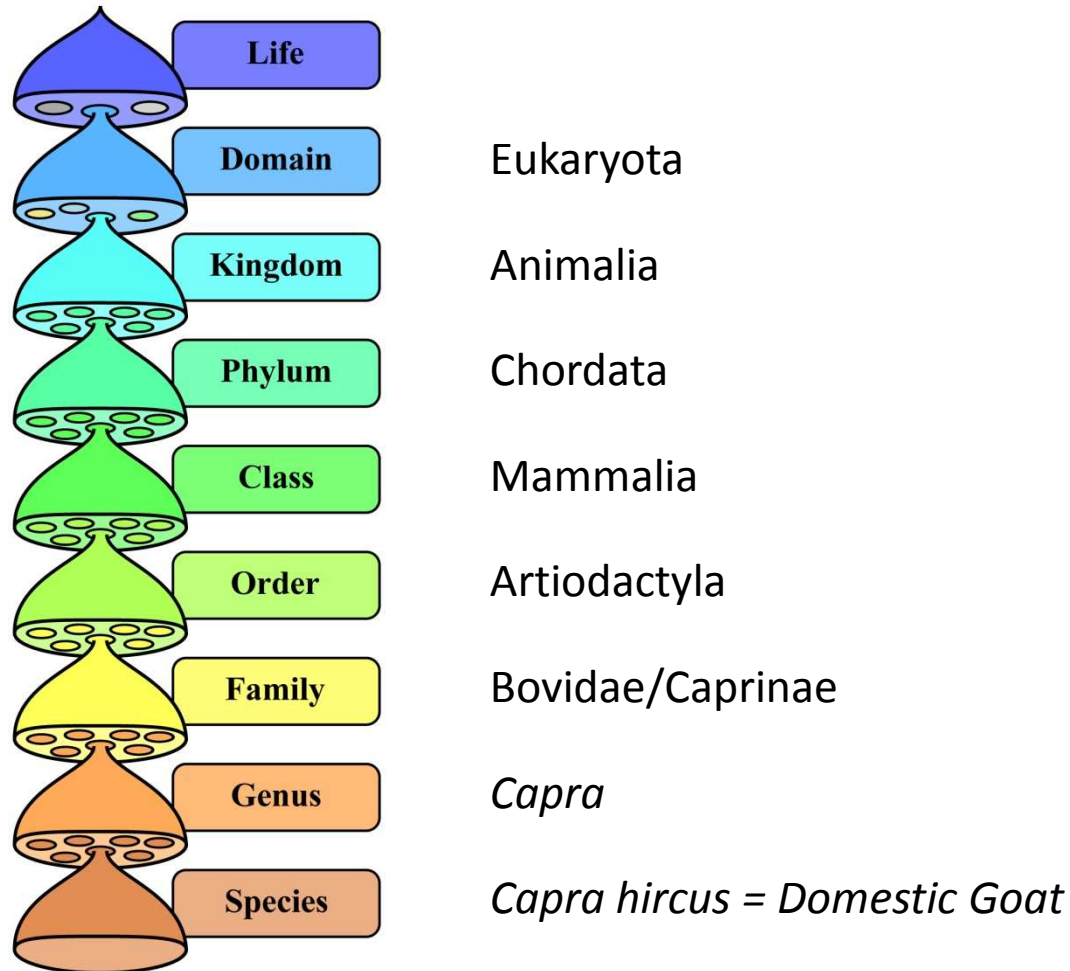 Life
Domain Eukaryota
Kingdom Animalia
Phylum Chordata
Class Mammalia
Order Artiodactyla
Family Bovidae/Caprinae
Genus Capra
Species Capra hircus = Domestic Goat